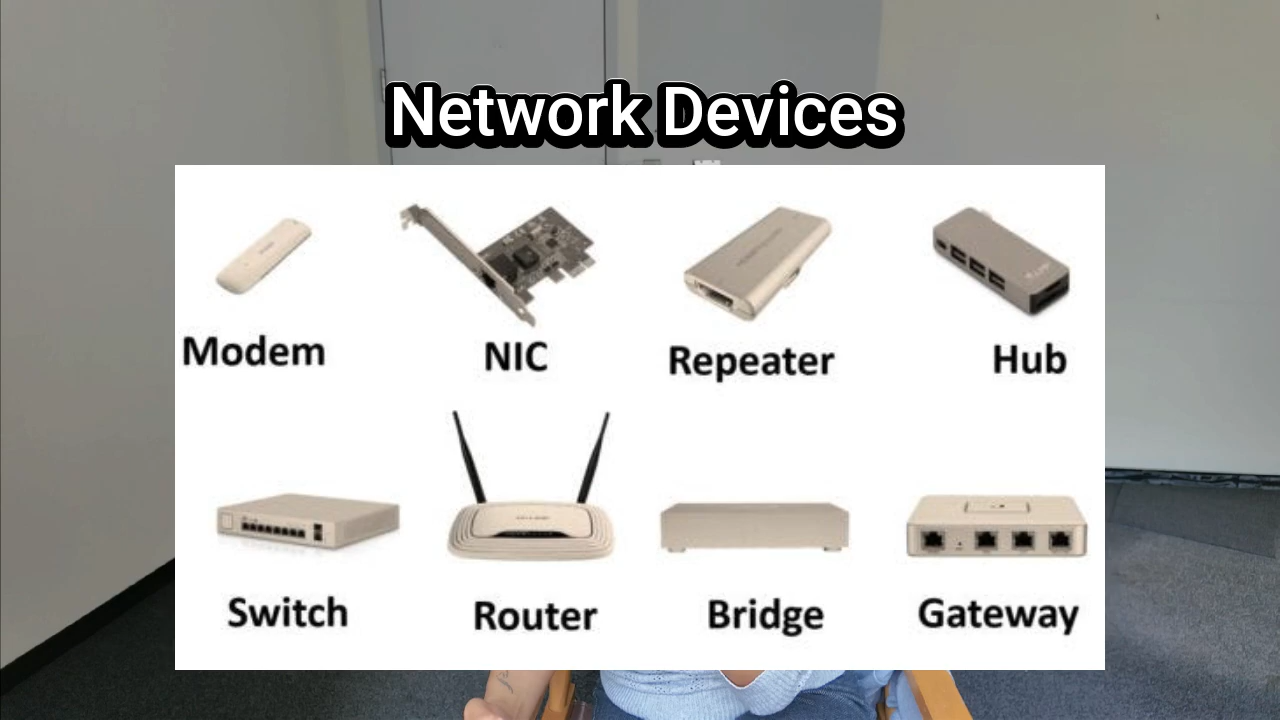 Network Devices
Modem
NIC
Repeater
Hub
Switch
Router
Bridge
Gateway